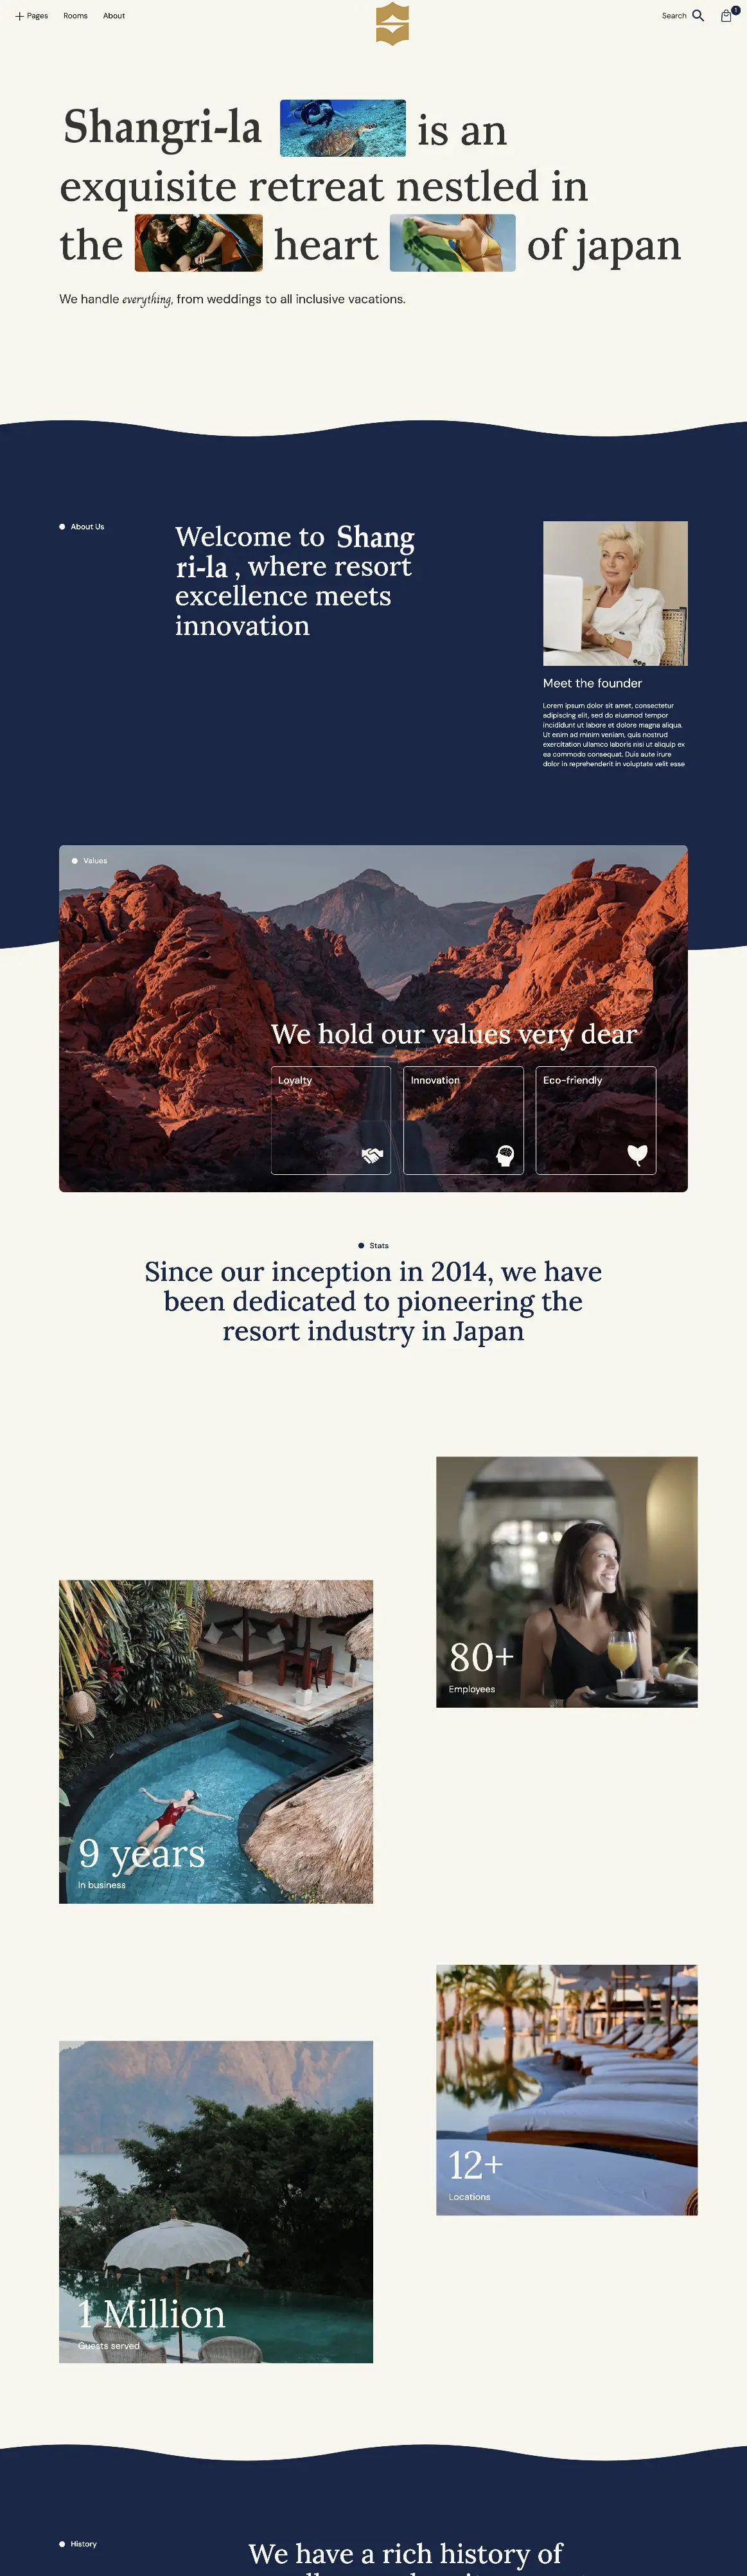 Pages Rooms About
Search
1
Shangri-la is an
exquisite retreat nestled in
the heart of japan
We handle everything, from weddings to all inclusive vacations.
About Us
Welcome to Shang
ri-la , where resort
excellence meets
innovation
Meet the founder
Lorem ipsum dolor sit amet, consectetur
adipiscing elit, sed do eiusmod tempor
incididunt ut labore et dolore magna aliqua.
Ut enim ad minim veniam, quis nostrud
exercitation ullamco laboris nisi ut aliquip ex
ea commodo consequat. Duis aute irure
dolor in reprehenderit in voluptate velit esse
Values
We hold our values very dear
Loyalty
Innovation
Eco-friendly
Stats
Since our inception in 2014, we have
been dedicated to pioneering the
resort industry in Japan
80+
Employees
9 years
In business
12+
Locations
1 Million
Guests served
History
We have a rich history of